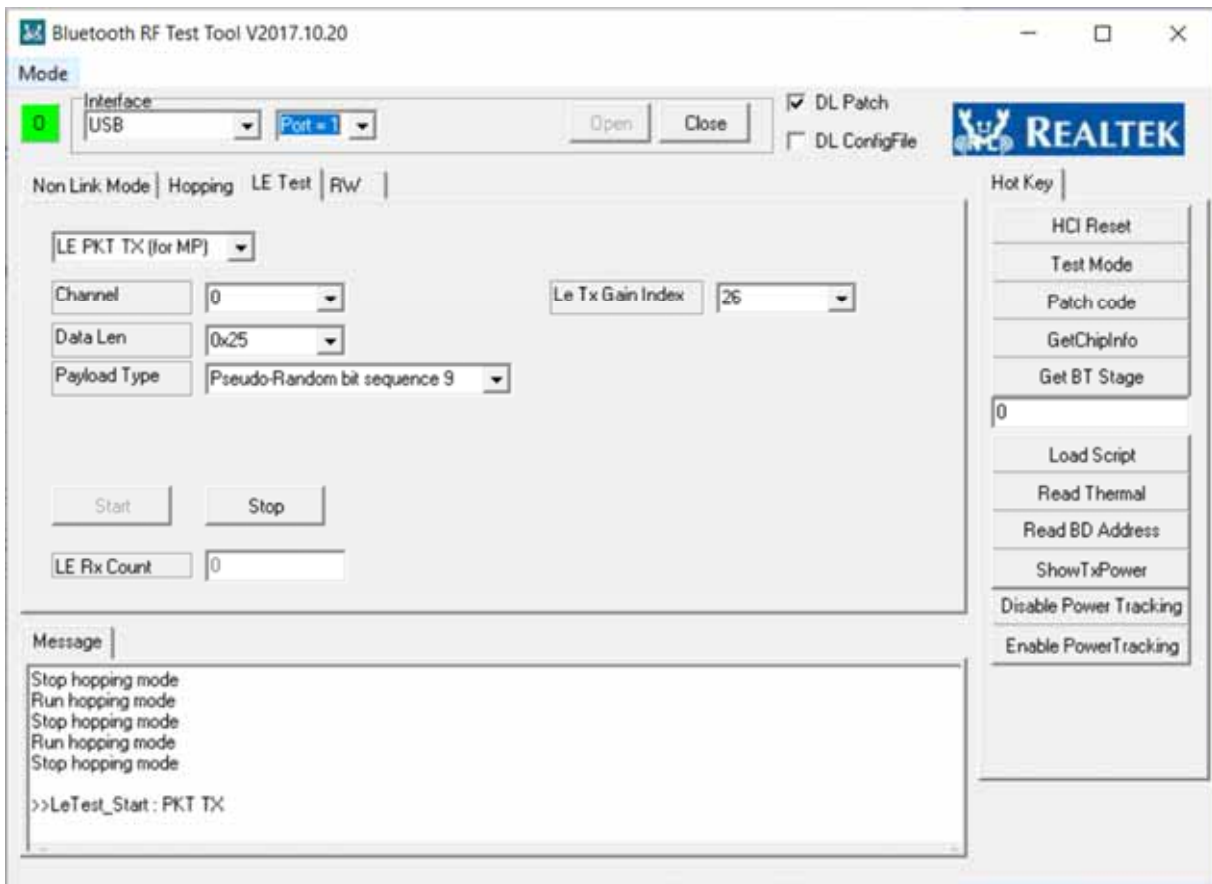 Bluetooth RF Test Tool V2017.10.20
Mode
0
Interface
USB
Port = 1
Open
Close
DL Patch
DL ConfigFile
REALTEK
Non Link Mode
Hopping
LE Test
RW
Hot Key
LE PKT TX (for MP)
Channel
0
Le Tx Gain Index
26
Data Len
0x25
Payload Type
Pseudo-Random bit sequence 9
Start
Stop
LE Rx Count
0
HCI Reset
Test Mode
Patch code
GetChipInfo
Get BT Stage
0
Load Script
Read Thermal
Read BD Address
ShowTxPower
Disable Power Tracking
Enable PowerTracking
Message
Stop hopping mode
Run hopping mode
Stop hopping mode
Run hopping mode
Stop hopping mode
>>LeTest_Start : PKT TX